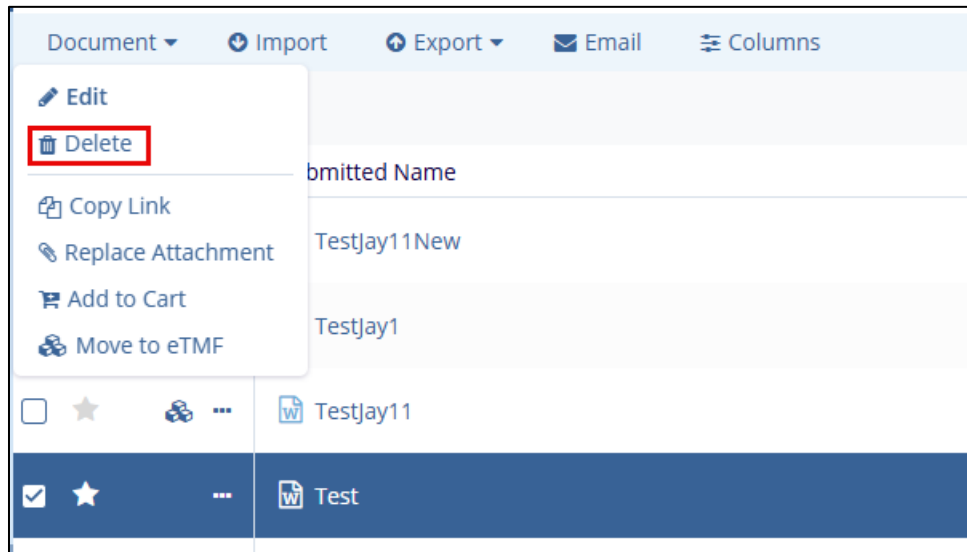 Document Import Export Email Columns
Edit
Delete
bmitted Name
Copy Link
TestJay11New
Replace Attachment
Add to Cart
TestJay1
Move to eTMF
TestJay11
Test